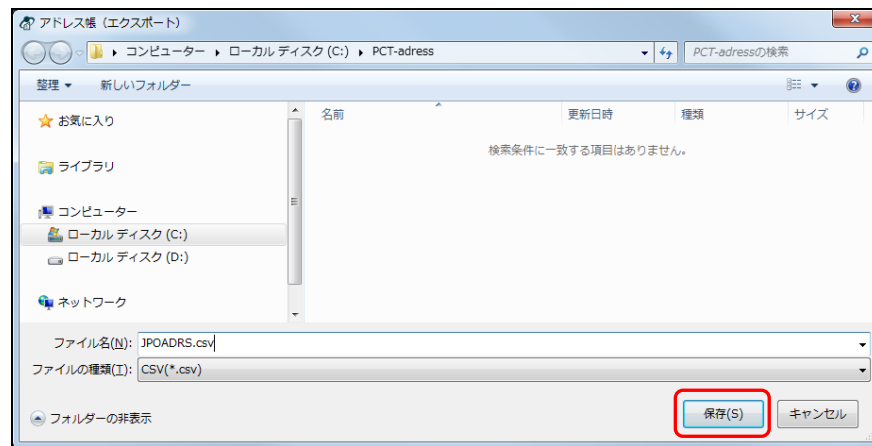 アドレス帳（エクスポート）
コンピューター ▸ ローカル ディスク (C:) ▸ PCT-adress
PCT-adressの検索
整理 ▼ 新しいフォルダー
名前 更新日時 種類 サイズ
検索条件に一致する項目はありません。
お気に入り
ライブラリ
コンピューター
ローカル ディスク (C:)
ローカル ディスク (D:)
ネットワーク
ファイル名(N): JPOADRS.csv
ファイルの種類(T): CSV(*.csv)
フォルダーの非表示
保存(S) キャンセル